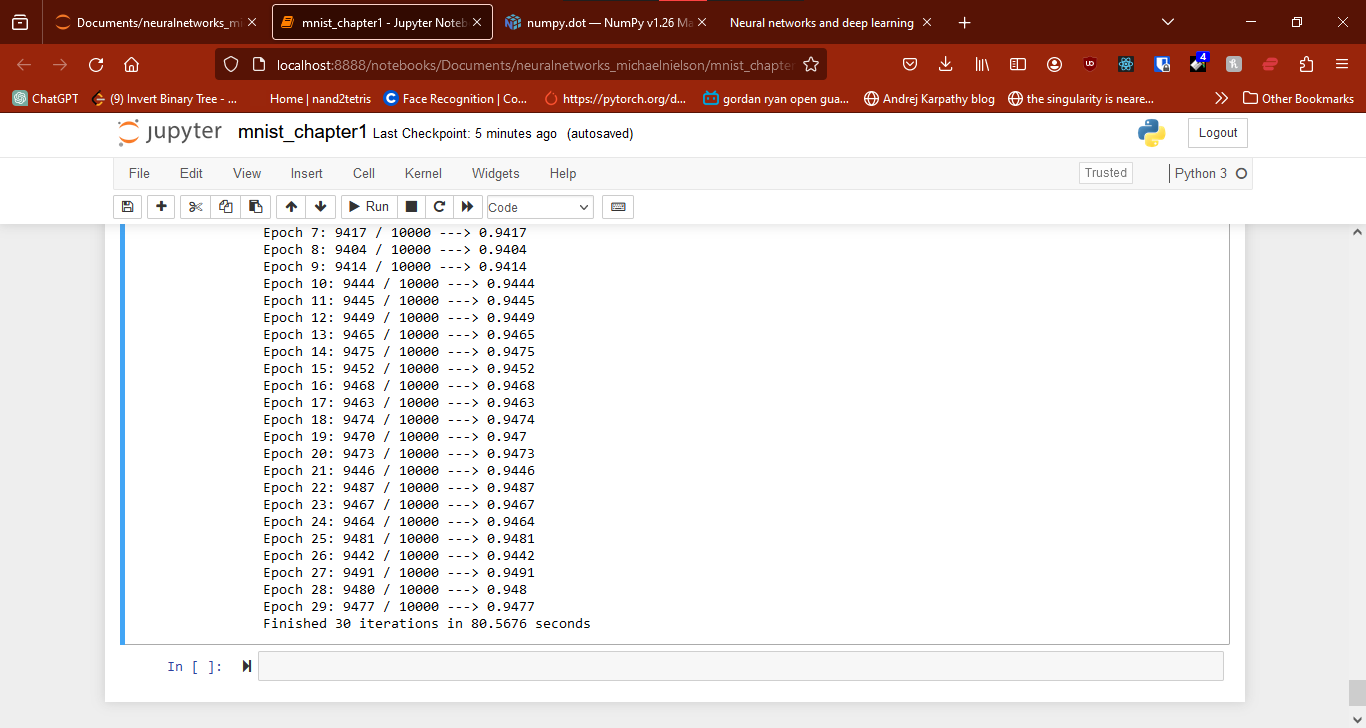 Documents/neuralnetworks_mi
mnist_chapter1 - Jupyter Noteb
numpy.dot — NumPy v1.26 Ma
Neural networks and deep learning
localhost:8888/notebooks/Documents/neuralnetworks_michaelnielson/mnist_chapter
4
ChatGPT
(9) Invert Binary Tree - ...
Home | nand2tetris
Face Recognition | Co...
https://pytorch.org/d...
gordan ryan open gua...
Andrej Karpathy blog
the singularity is neare...
Other Bookmarks
jupyter mnist_chapter1 Last Checkpoint: 5 minutes ago (autosaved)
Logout
File Edit View Insert Cell Kernel Widgets Help
Trusted
Python 3
Run
Code
Epoch 7: 9417 / 10000 ---> 0.9417
Epoch 8: 9404 / 10000 ---> 0.9404
Epoch 9: 9414 / 10000 ---> 0.9414
Epoch 10: 9444 / 10000 ---> 0.9444
Epoch 11: 9445 / 10000 ---> 0.9445
Epoch 12: 9449 / 10000 ---> 0.9449
Epoch 13: 9465 / 10000 ---> 0.9465
Epoch 14: 9475 / 10000 ---> 0.9475
Epoch 15: 9452 / 10000 ---> 0.9452
Epoch 16: 9468 / 10000 ---> 0.9468
Epoch 17: 9463 / 10000 ---> 0.9463
Epoch 18: 9474 / 10000 ---> 0.9474
Epoch 19: 9470 / 10000 ---> 0.947
Epoch 20: 9473 / 10000 ---> 0.9473
Epoch 21: 9446 / 10000 ---> 0.9446
Epoch 22: 9487 / 10000 ---> 0.9487
Epoch 23: 9467 / 10000 ---> 0.9467
Epoch 24: 9464 / 10000 ---> 0.9464
Epoch 25: 9481 / 10000 ---> 0.9481
Epoch 26: 9442 / 10000 ---> 0.9442
Epoch 27: 9491 / 10000 ---> 0.9491
Epoch 28: 9480 / 10000 ---> 0.948
Epoch 29: 9477 / 10000 ---> 0.9477
Finished 30 iterations in 80.5676 seconds
In [ ]: